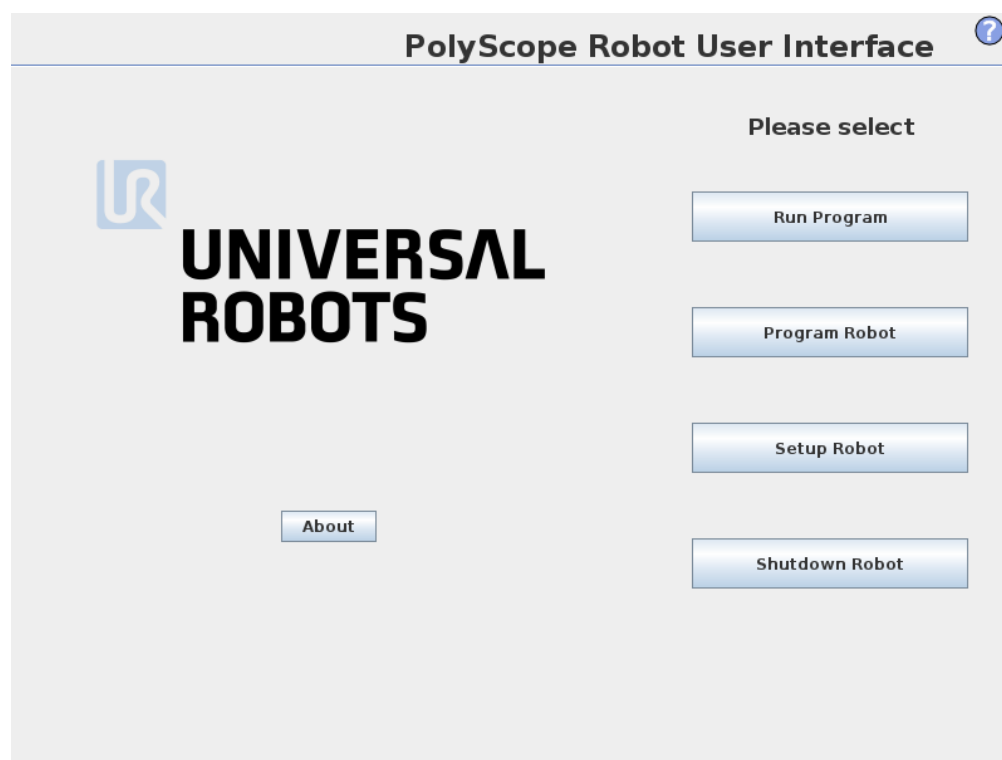 PolyScope Robot User Interface
?
Please select
UR
UNIVERSAL
ROBOTS
Run Program
Program Robot
Setup Robot
About
Shutdown Robot